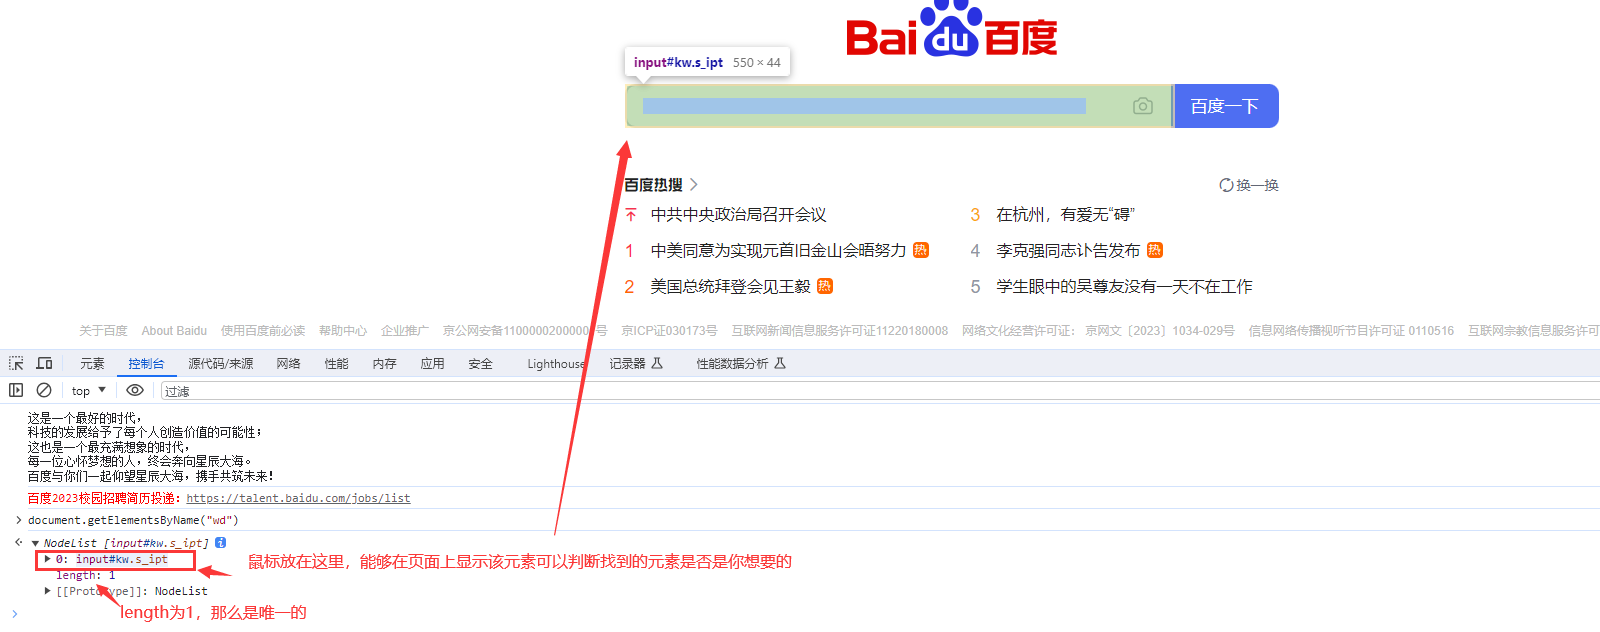 Bai du 百度
input#kw.s_ipt 550 × 44
百度一下
百度热搜
换一换
中共中央政治局召开会议
3 在杭州，有爱无“碍”
1 中美同意为实现元首旧金山会晤努力 热
4 李克强同志讣告发布 热
2 美国总统拜登会见王毅 热
5 学生眼中的吴尊友没有一天不在工作
关于百度 About Baidu 使用百度前必读 帮助中心 企业推广 京公网安备1100000200000 号 京ICP证030173号 互联网新闻信息服务许可证11220180008 网络文化经营许可证： 京网文〔2023〕1034-029号 信息网络传播视听节目许可证 0110516 互联网宗教信息服务许可
元素 控制台 源代码/来源 网络 性能 内存 应用 安全 Lighthouse 记录器 性能数据分析
top 过滤
这是一个最好的时代，
科技的发展给予了每个人创造价值的可能性；
这也是一个最充满想象的时代，
每一位心怀梦想的人，终会奔向星辰大海。
百度与你们一起仰望星辰大海，携手共筑未来！
百度2023校园招聘简历投递：https://talent.baidu.com/jobs/list
document.getElementsByName("wd")
NodeList [input#kw.s_ipt]
0: input#kw.s_ipt
鼠标放在这里，能够在页面上显示该元素可以判断找到的元素是否是你想要的
length: 1
[[Prototype]]: NodeList
length为1，那么是唯一的